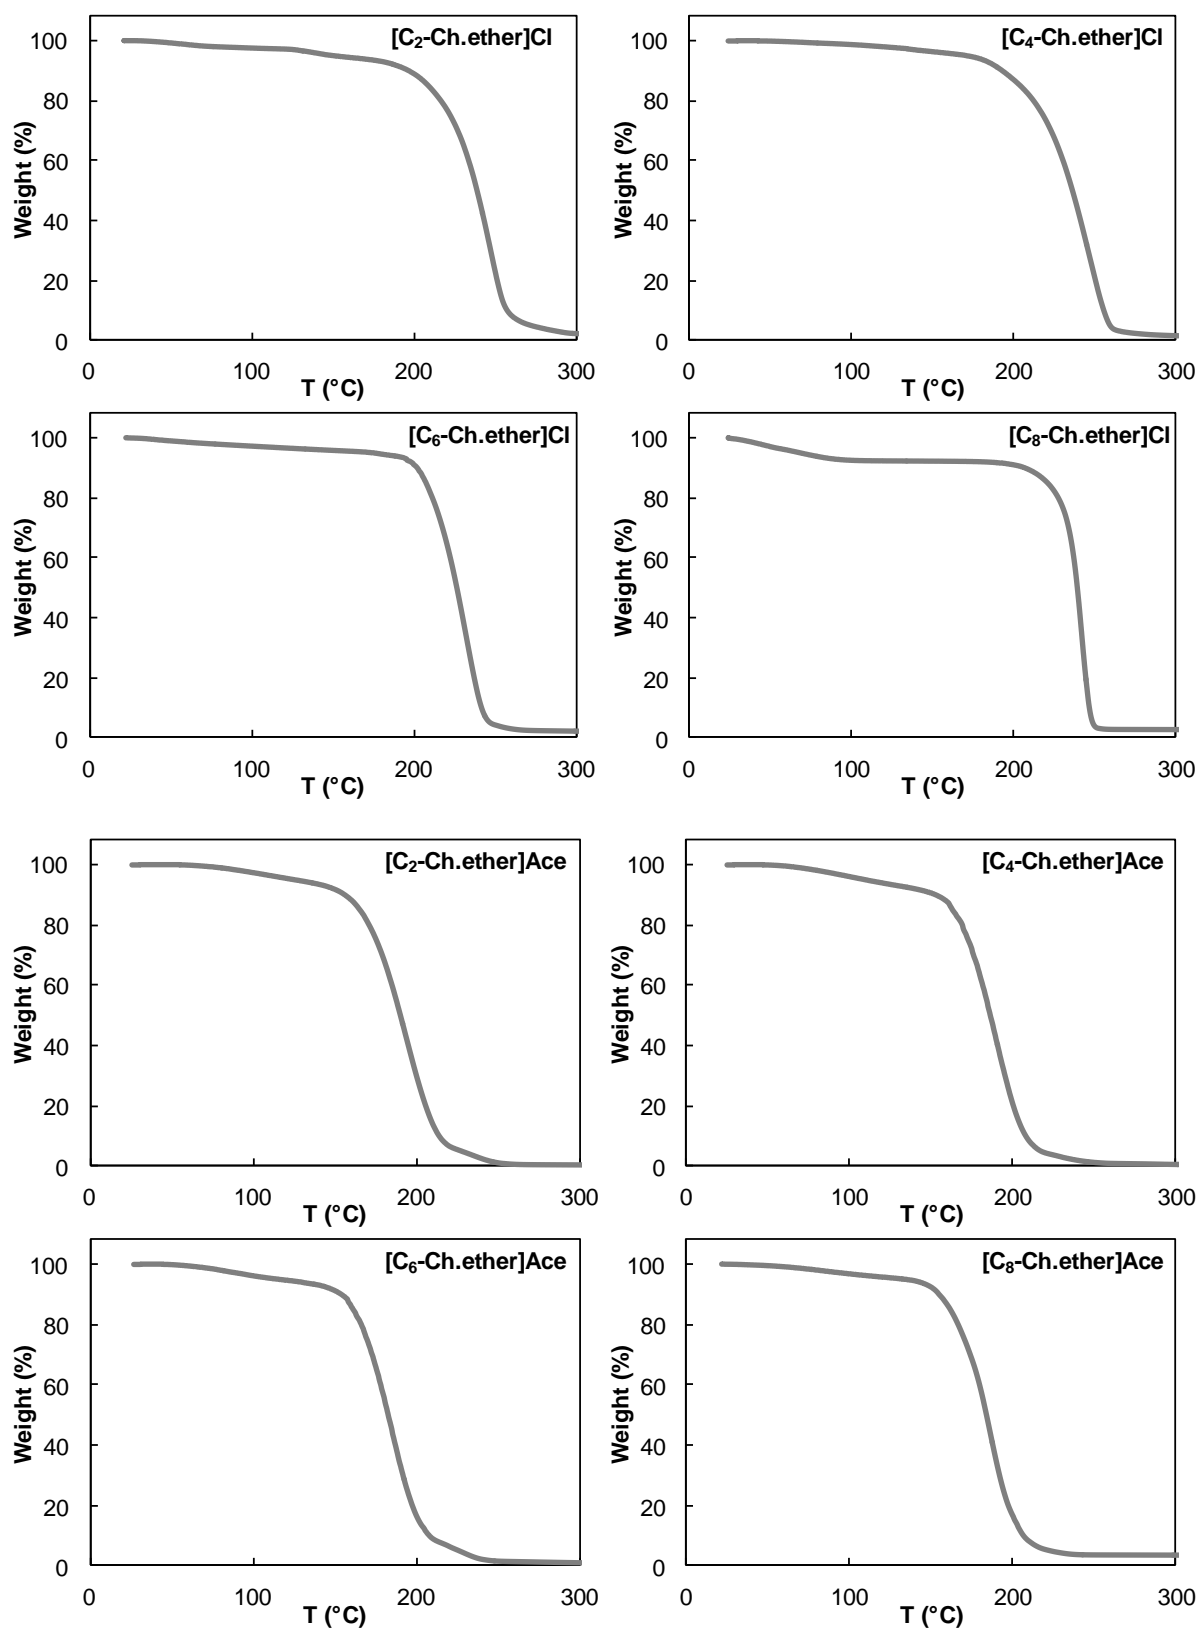 [C₂-Ch.ether]Cl
Weight (%)
100
80
60
40
20
0
0 100 200 300
T (°C)
[C₄-Ch.ether]Cl
Weight (%)
100
80
60
40
20
0
0 100 200 300
T (°C)
[C₆-Ch.ether]Cl
Weight (%)
100
80
60
40
20
0
0 100 200 300
T (°C)
[C₈-Ch.ether]Cl
Weight (%)
100
80
60
40
20
0
0 100 200 300
T (°C)
[C₂-Ch.ether]Ace
Weight (%)
100
80
60
40
20
0
0 100 200 300
T (°C)
[C₄-Ch.ether]Ace
Weight (%)
100
80
60
40
20
0
0 100 200 300
T (°C)
[C₆-Ch.ether]Ace
Weight (%)
100
80
60
40
20
0
0 100 200 300
T (°C)
[C₈-Ch.ether]Ace
Weight (%)
100
80
60
40
20
0
0 100 200 300
T (°C)